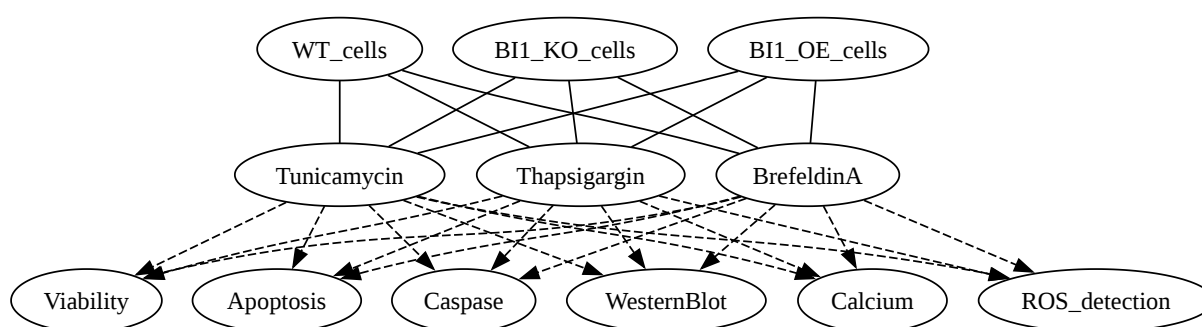 WT_cells
BI1_KO_cells
BI1_OE_cells
Tunicamycin
Thapsigargin
BrefeldinA
Viability
Apoptosis
Caspase
WesternBlot
Calcium
ROS_detection